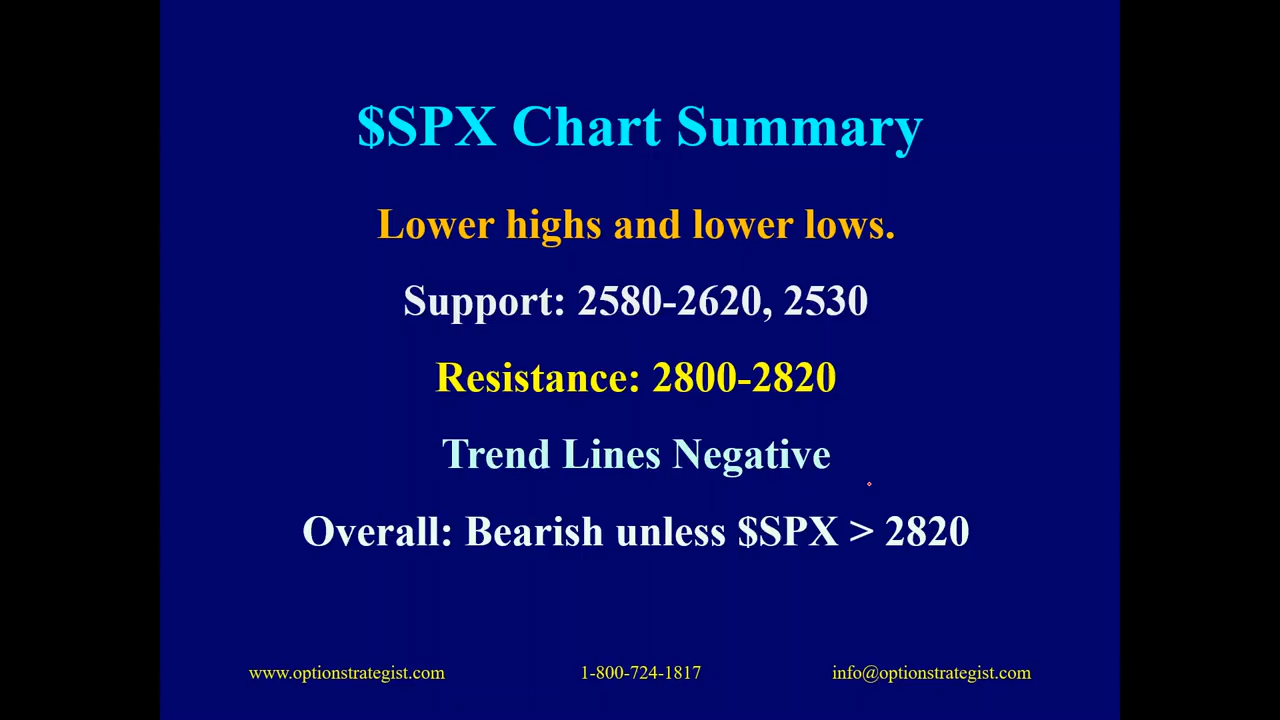 $SPX Chart Summary
Lower highs and lower lows.
Support: 2580-2620, 2530
Resistance: 2800-2820
Trend Lines Negative
Overall: Bearish unless $SPX > 2820
www.optionstrategist.com 1-800-724-1817 info@optionstrategist.com